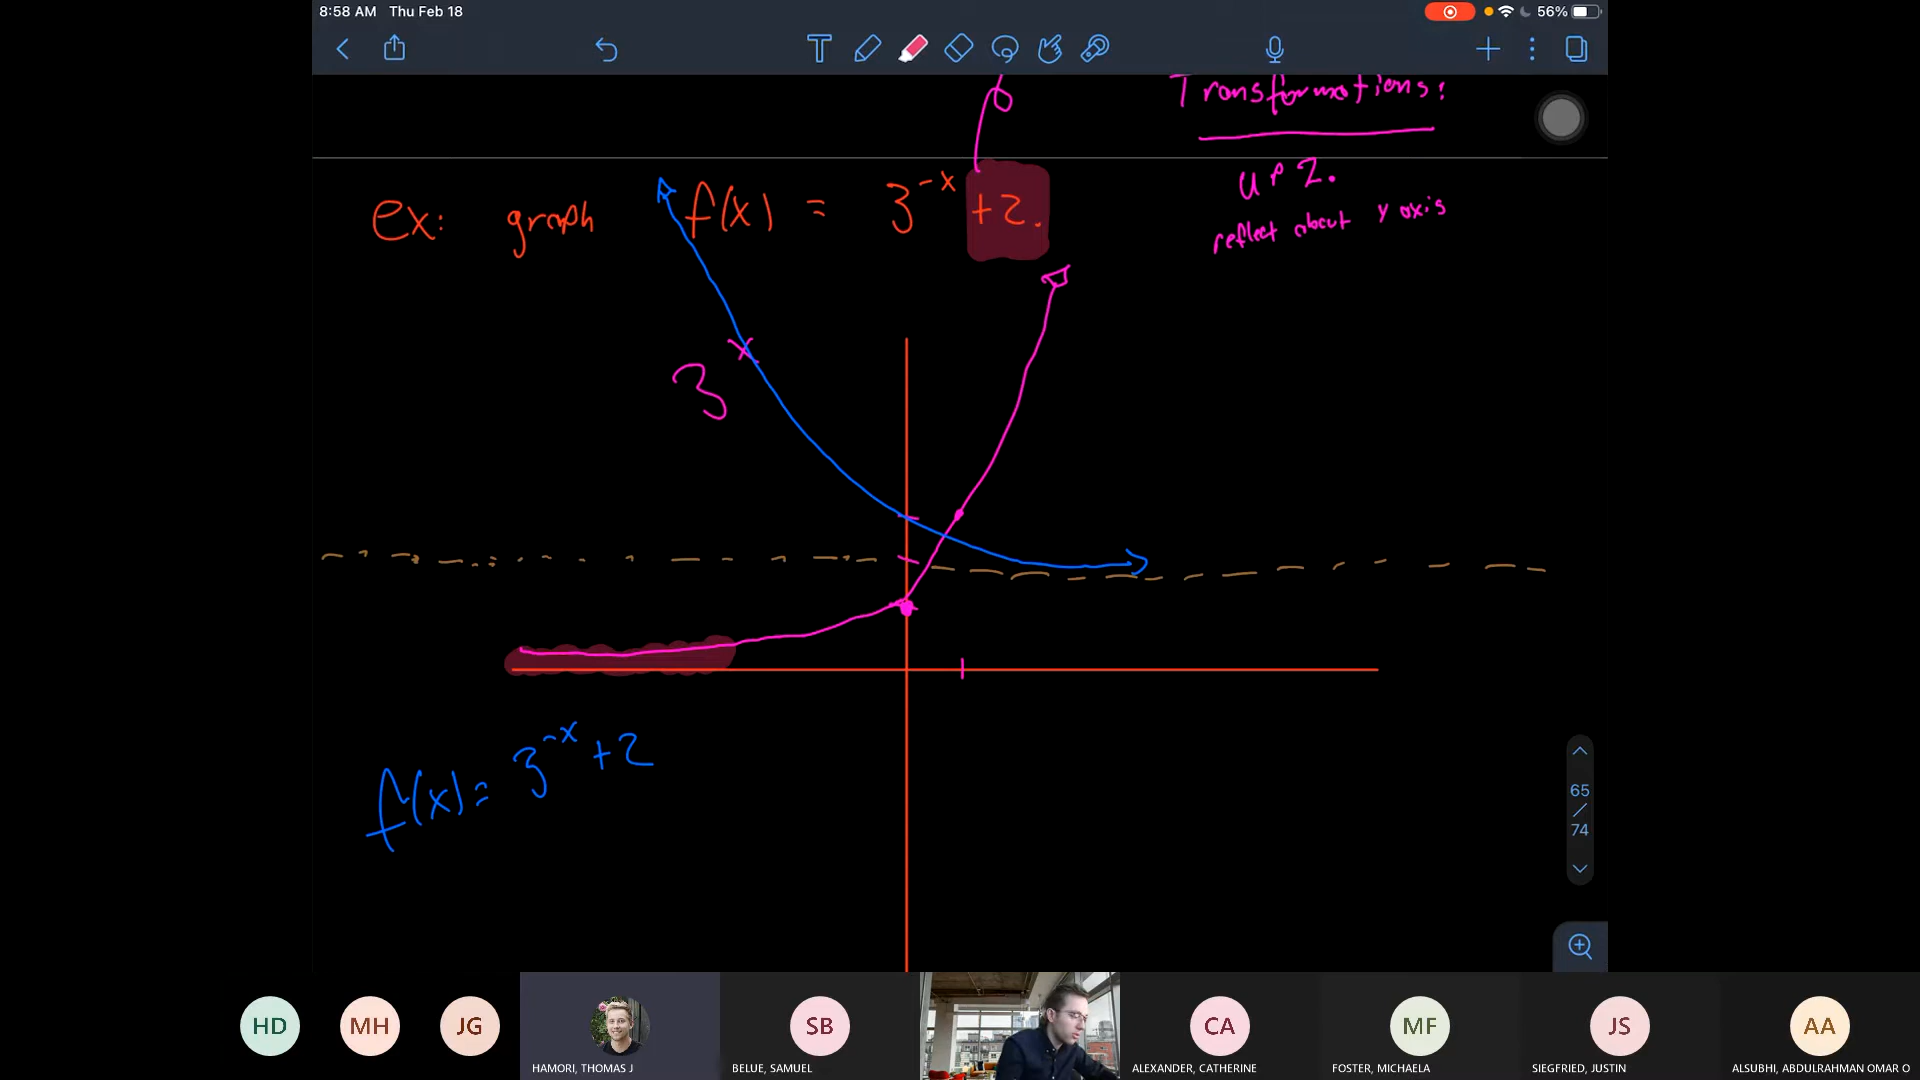 8:58 AM Thu Feb 18
56%
Transformations:
up 2.
reflect about y axis
ex: graph f(x) = 3^-x +2.
3
f(x) = 3^-x +2
65
/
74
HD
MH
JG
SB
CA
MF
JS
AA
HAMORI, THOMAS J
BELUE, SAMUEL
ALEXANDER, CATHERINE
FOSTER, MICHAELA
SIEGFRIED, JUSTIN
ALSUBHI, ABDULRAHMAN OMAR O